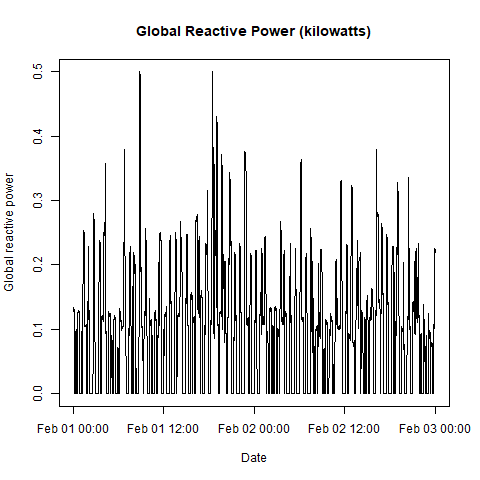 Global Reactive Power (kilowatts)
Global reactive power
0.5
0.4
0.3
0.2
0.1
0.0
Feb 01 00:00 Feb 01 12:00 Feb 02 00:00 Feb 02 12:00 Feb 03 00:00
Date